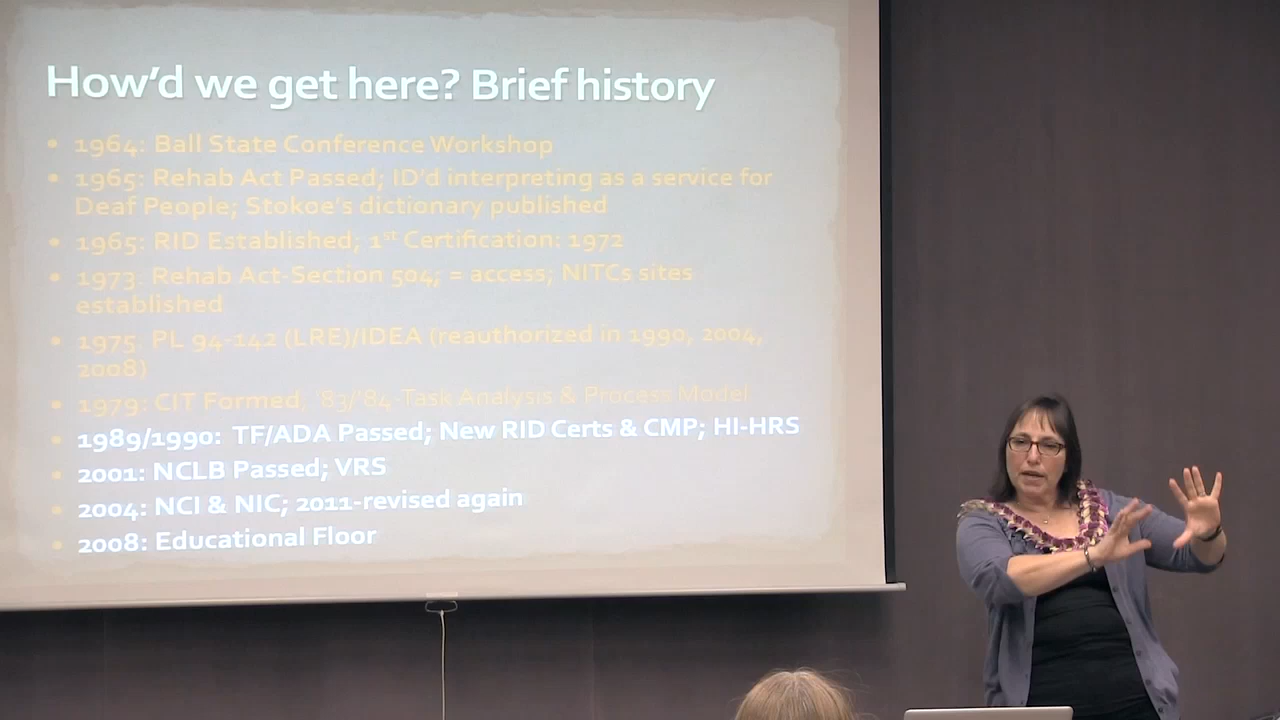 How'd we get here? Brief history
• 1964: Ball State Conference Workshop
• 1965: Rehab Act Passed; ID'd interpreting as a service for
Deaf People; Stokoe's dictionary published
• 1965: RID Established; 1st Certification: 1972
• 1973: Rehab Act-Section 504; = access; NITCs sites
established
• 1975: PL 94-142 (LRE)/IDEA (reauthorized in 1990, 2004,
2008)
• 1979: CIT Formed, '83/'84-Task Analysis & Process Model
• 1989/1990: TF/ADA Passed; New RID Certs & CMP; HI-HRS
• 2001: NCLB Passed; VRS
• 2004: NCI & NIC; 2011-revised again
• 2008: Educational Floor